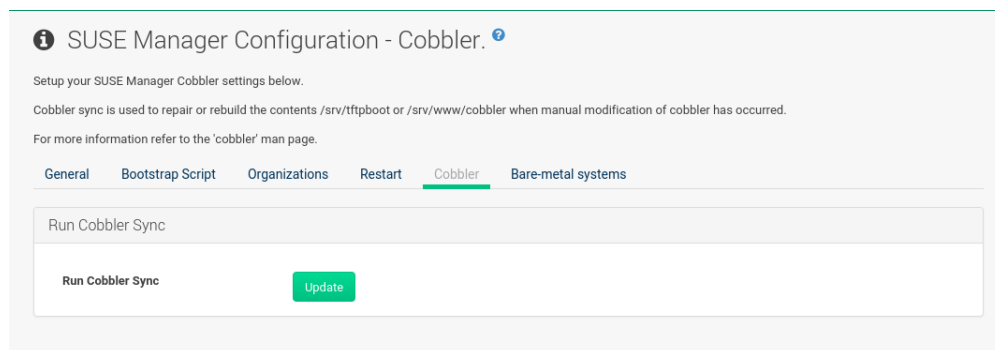 SUSE Manager Configuration - Cobbler.
Setup your SUSE Manager Cobbler settings below.
Cobbler sync is used to repair or rebuild the contents /srv/tftpboot or /srv/www/cobbler when manual modification of cobbler has occurred.
For more information refer to the 'cobbler' man page.
General Bootstrap Script Organizations Restart Cobbler Bare-metal systems
Run Cobbler Sync
Run Cobbler Sync Update